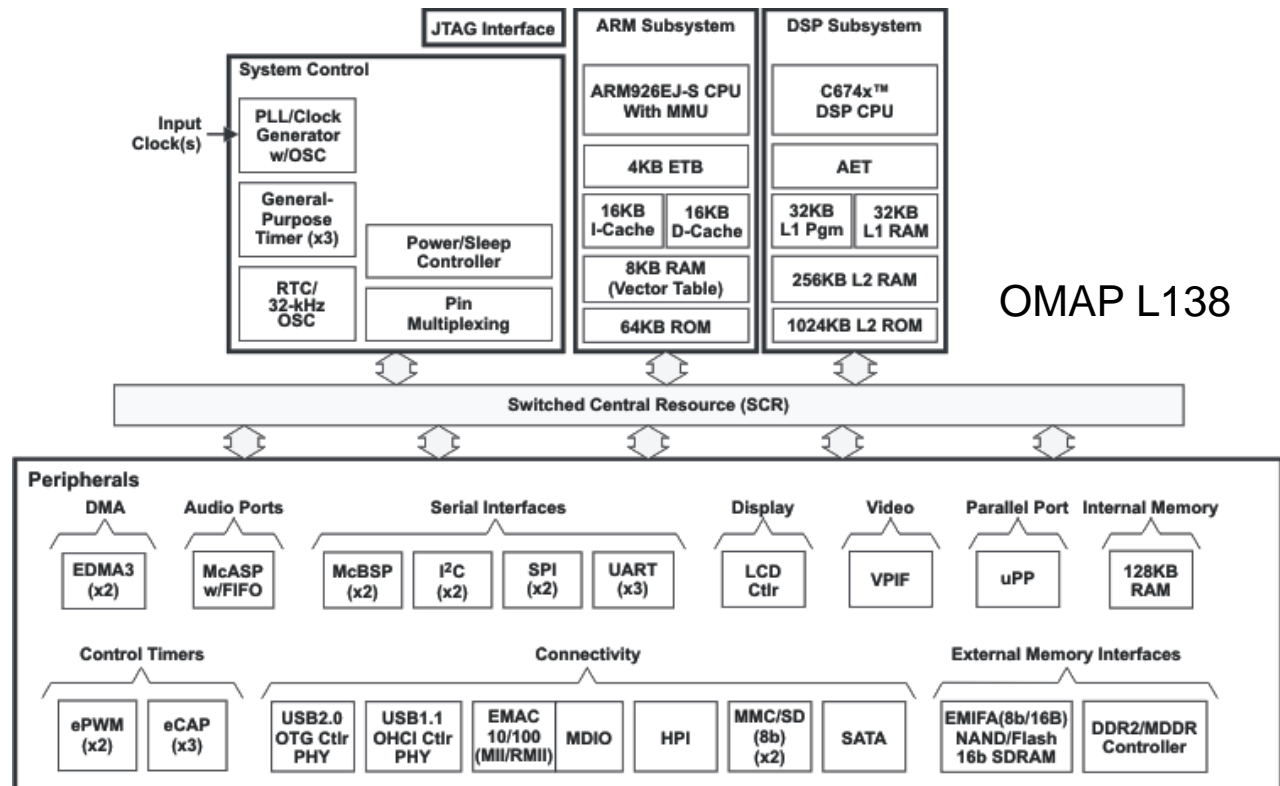 JTAG Interface
System Control
Input
Clock(s)
PLL/Clock
Generator
w/OSC
General-
Purpose
Timer (x3)
RTC/
32-kHz
OSC
Power/Sleep
Controller
Pin
Multiplexing
ARM Subsystem
ARM926EJ-S CPU
With MMU
4KB ETB
16KB
I-Cache
16KB
D-Cache
8KB RAM
(Vector Table)
64KB ROM
DSP Subsystem
C674x™
DSP CPU
AET
32KB
L1 Pgm
32KB
L1 RAM
256KB L2 RAM
1024KB L2 ROM
OMAP L138
Switched Central Resource (SCR)
Peripherals
DMA
EDMA3
(x2)
Audio Ports
McASP
w/FIFO
Serial Interfaces
McBSP
(x2)
I²C
(x2)
SPI
(x2)
UART
(x3)
Display
LCD
Ctlr
Video
VPIF
Parallel Port
uPP
Internal Memory
128KB
RAM
Control Timers
ePWM
(x2)
eCAP
(x3)
Connectivity
USB2.0
OTG Ctlr
PHY
USB1.1
OHCI Ctlr
PHY
EMAC
10/100
(MII/RMII)
MDIO
HPI
MMC/SD
(8b)
(x2)
SATA
External Memory Interfaces
EMIFA(8b/16B)
NAND/Flash
16b SDRAM
DDR2/MDDR
Controller